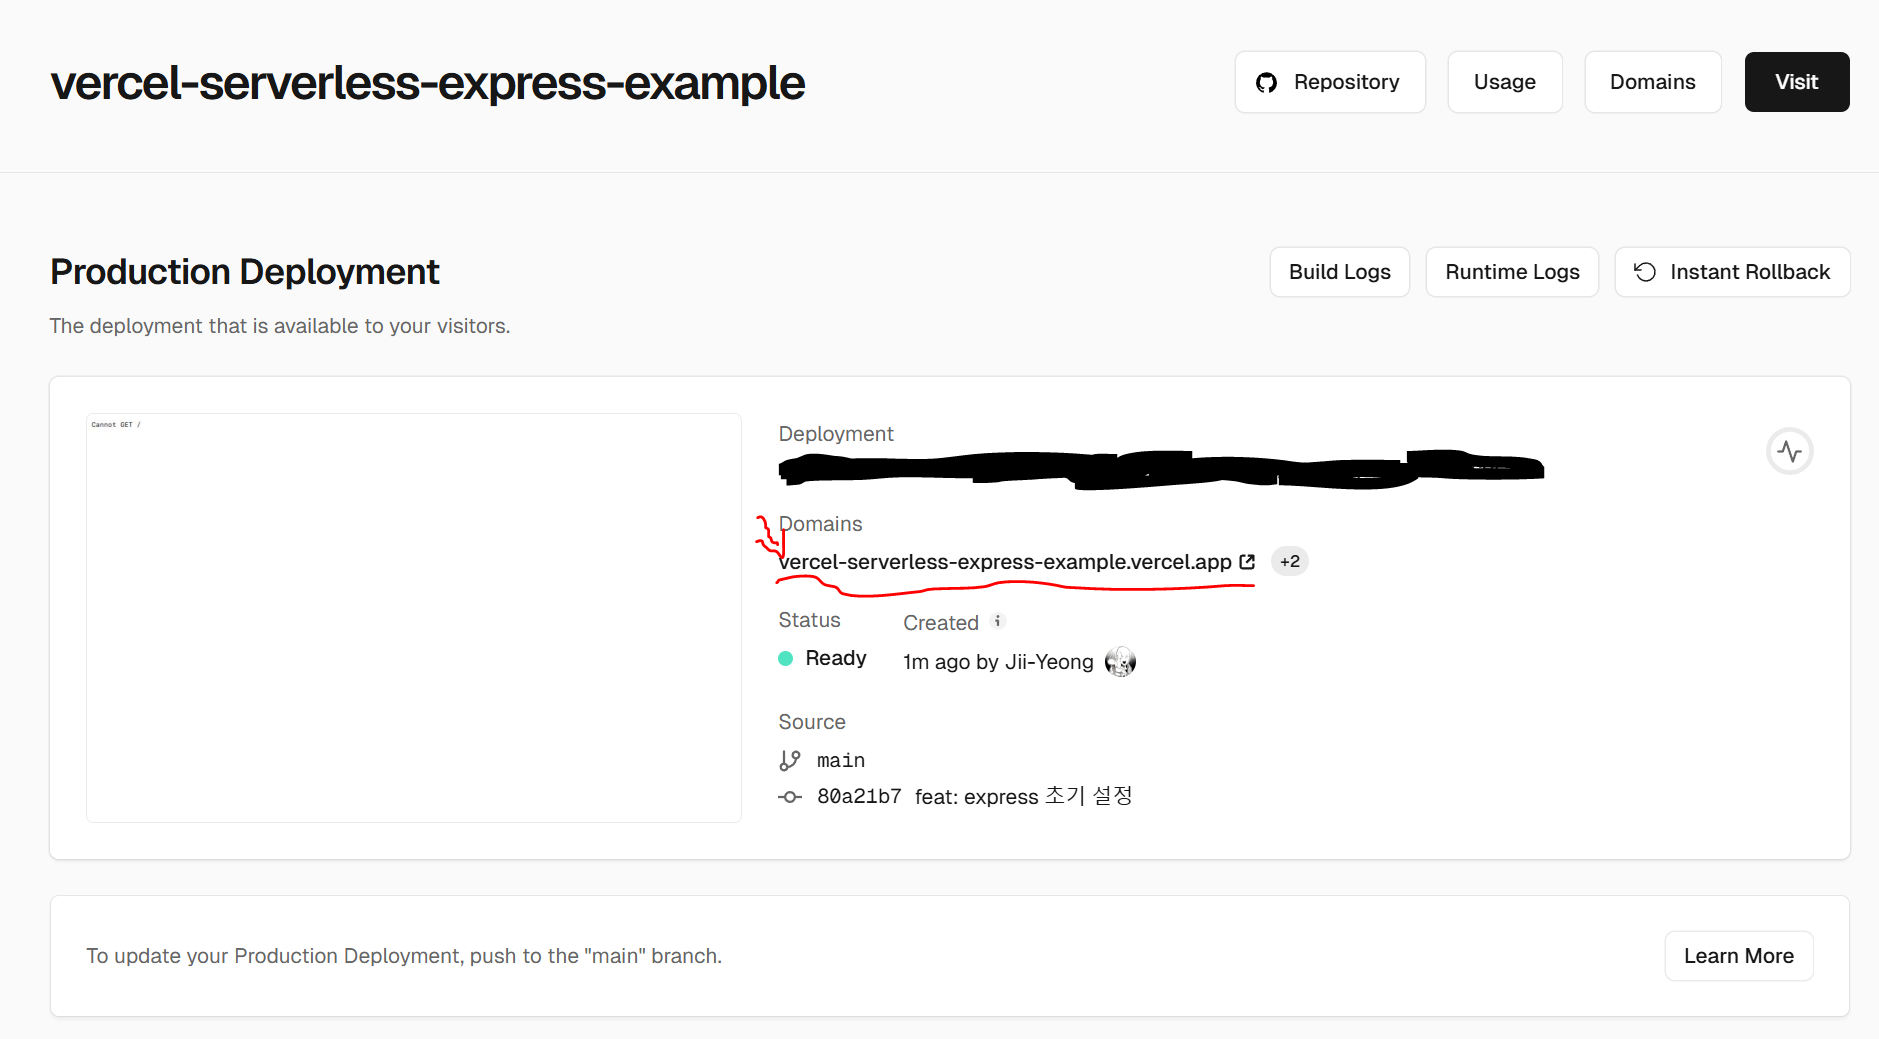 vercel-serverless-express-example
Repository
Usage
Domains
Visit
Production Deployment
Build Logs
Runtime Logs
Instant Rollback
The deployment that is available to your visitors.
Cannot GET /
Deployment
Domains
vercel-serverless-express-example.vercel.app
+2
Status
Created
Ready
1m ago by Jii-Yeong
Source
main
80a21b7 feat: express 초기 설정
To update your Production Deployment, push to the "main" branch.
Learn More